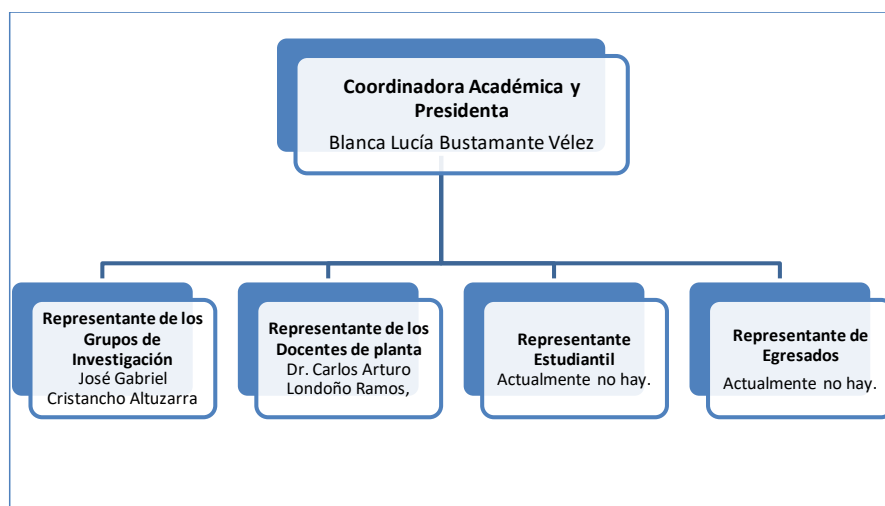 Coordinadora Académica y
Presidenta
Blanca Lucía Bustamante Vélez
Representante de los
Grupos de
Investigación
José Gabriel
Cristancho Altuzarra
Representante de los
Docentes de planta
Dr. Carlos Arturo
Londoño Ramos,
Representante
Estudiantil
Actualmente no hay.
Representante de
Egresados
Actualmente no hay.